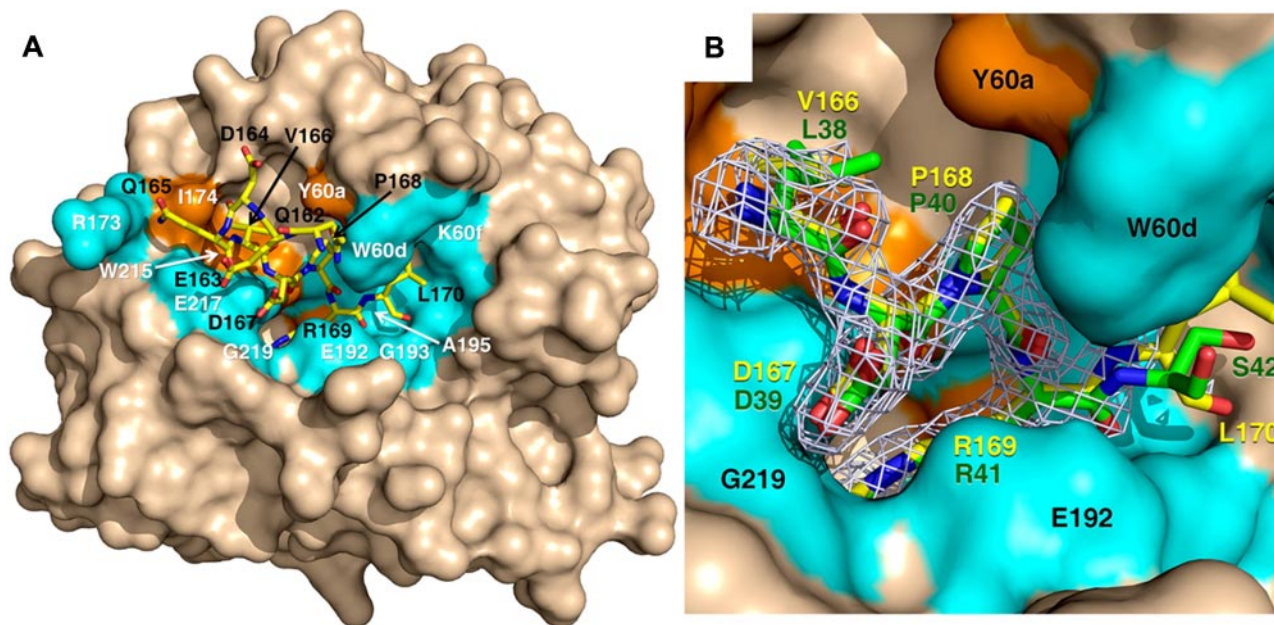 A
D164
V166
Q165
I174
Y60a
P168
R173
Q162
K60f
W60d
W215
E163
E217
L170
D167
R169
A195
G219
E192
G193
B
Y60a
V166
L38
P168
P40
W60d
D167
D39
S42
L170
R169
R41
G219
E192